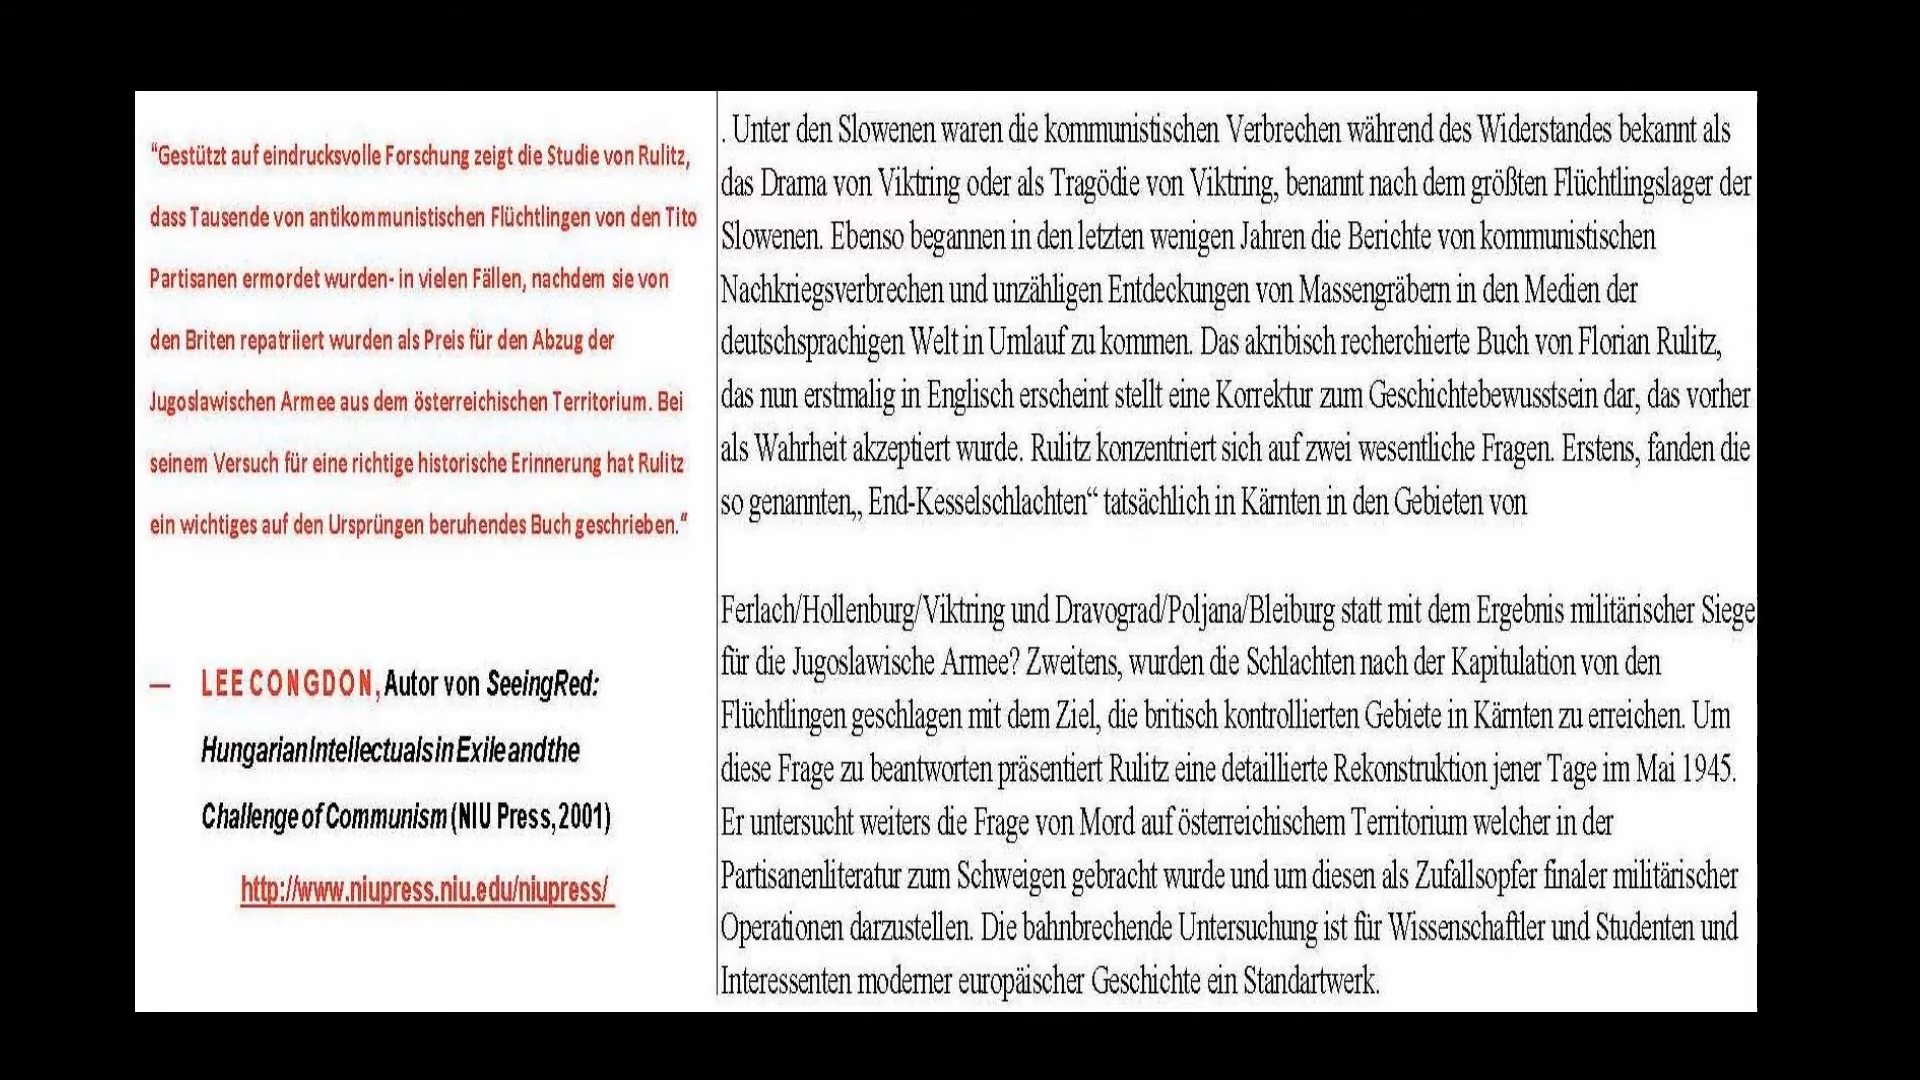 "Gestützt auf eindrucksvolle Forschung zeigt die Studie von Rulitz,
dass Tausende von antikommunistischen Flüchtlingen von den Tito
Partisanen ermordet wurden- in vielen Fällen, nachdem sie von
den Briten repatriiert wurden als Preis für den Abzug der
Jugoslawischen Armee aus dem österreichischen Territorium. Bei
seinem Versuch für eine richtige historische Erinnerung hat Rulitz
ein wichtiges auf den Ursprüngen beruhendes Buch geschrieben."
— LEE CONGDON, Autor von SeeingRed:
HungarianIntellectualsinExileandthe
Challenge of Communism (NIU Press, 2001)
http://www.niupress.niu.edu/niupress/
. Unter den Slowenen waren die kommunistischen Verbrechen während des Widerstandes bekannt als
das Drama von Viktring oder als Tragödie von Viktring, benannt nach dem größten Flüchtlingslager der
Slowenen. Ebenso begannen in den letzten wenigen Jahren die Berichte von kommunistischen
Nachkriegsverbrechen und unzähligen Entdeckungen von Massengräbern in den Medien der
deutschsprachigen Welt in Umlauf zu kommen. Das akribisch recherchierte Buch von Florian Rulitz,
das nun erstmalig in Englisch erscheint stellt eine Korrektur zum Geschichtebewusstsein dar, das vorher
als Wahrheit akzeptiert wurde. Rulitz konzentriert sich auf zwei wesentliche Fragen. Erstens, fanden die
so genannten„ End-Kesselschlachten“ tatsächlich in Kärnten in den Gebieten von
Ferlach/Hollenburg/Viktring und Dravograd/Poljana/Bleiburg statt mit dem Ergebnis militärischer Siege
für die Jugoslawische Armee? Zweitens, wurden die Schlachten nach der Kapitulation von den
Flüchtlingen geschlagen mit dem Ziel, die britisch kontrollierten Gebiete in Kärnten zu erreichen. Um
diese Frage zu beantworten präsentiert Rulitz eine detaillierte Rekonstruktion jener Tage im Mai 1945.
Er untersucht weiters die Frage von Mord auf österreichischem Territorium welcher in der
Partisanenliteratur zum Schweigen gebracht wurde und um diesen als Zufallsopfer finaler militärischer
Operationen darzustellen. Die bahnbrechende Untersuchung ist für Wissenschaftler und Studenten und
Interessenten moderner europäischer Geschichte ein Standartwerk.